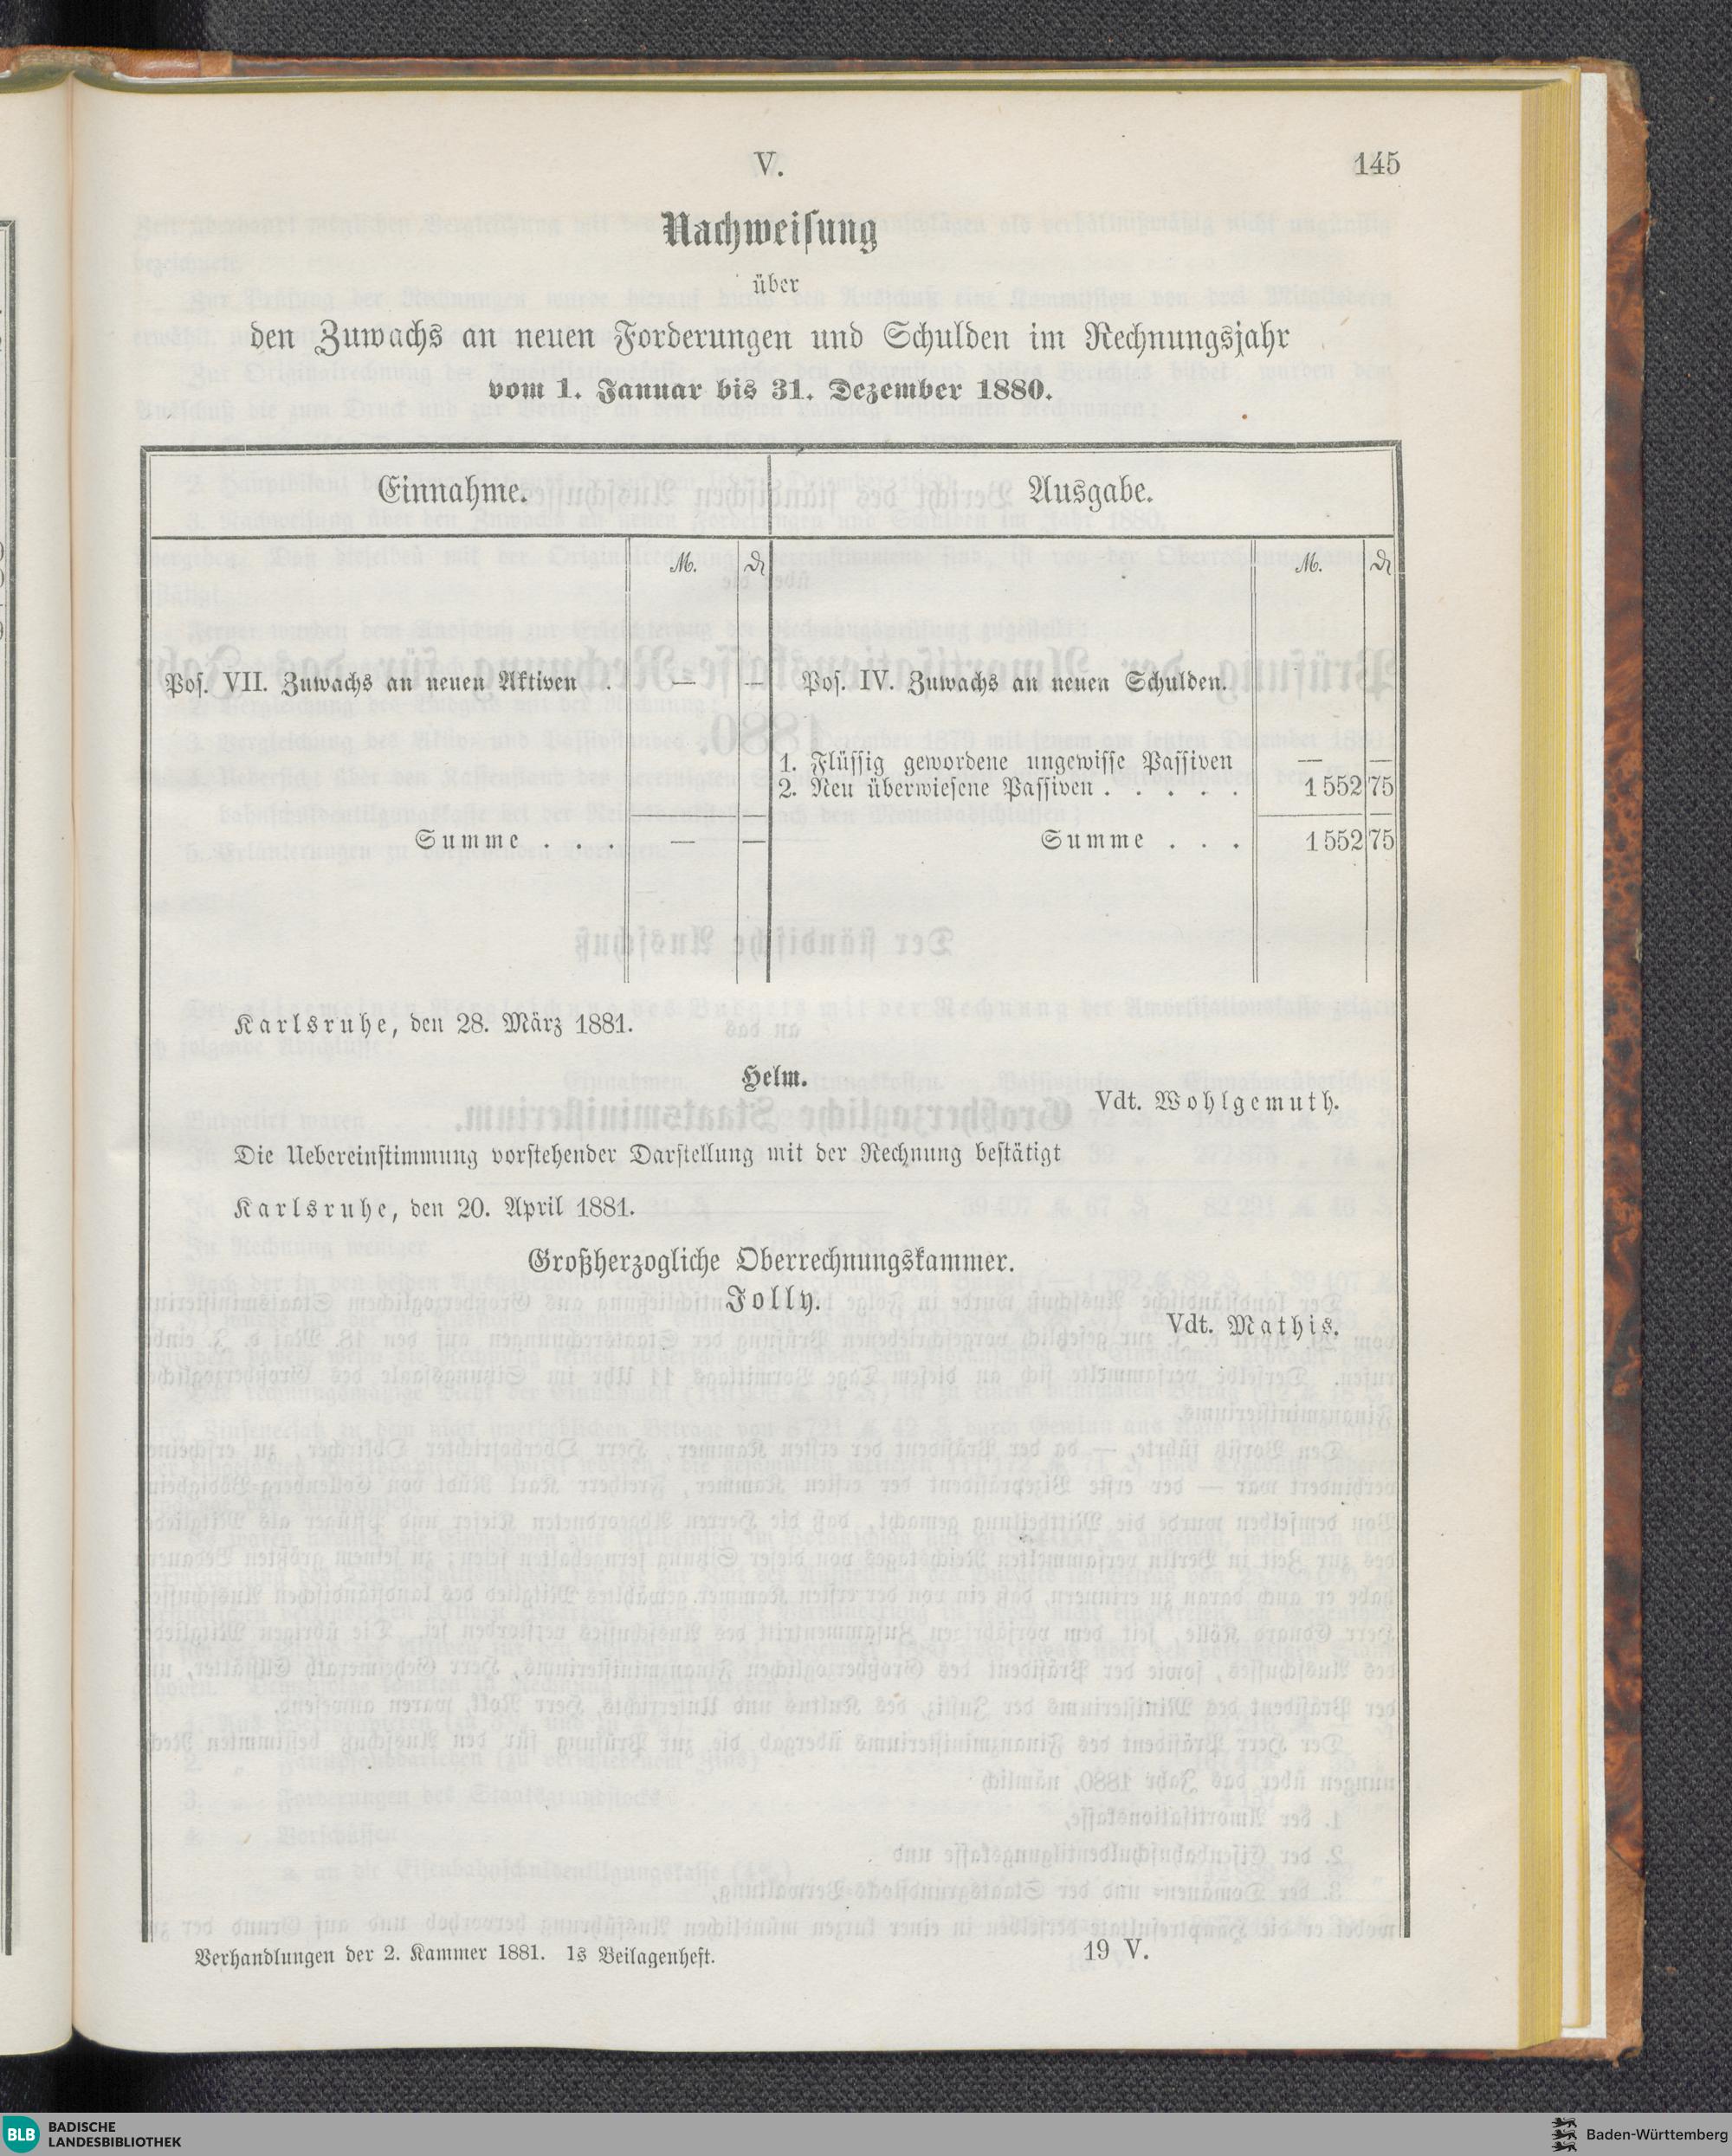 V.
145
Nachweisung
über
den Zuwachs an neuen Forderungen und Schulden im Rechnungsjahr
vom 1. Januar bis 31. Dezember 1880.
Einnahme. Ausgabe.
M. ₰ M. ₰
Pos. VII. Zuwachs an neuen Aktiven . — — Pos. IV. Zuwachs an neuen Schulden.
1. Flüssig gewordene ungewisse Passiven — —
2. Neu überwiesene Passiven . . . . . 1 552 75
Summe . . . — — Summe . . . 1 552 75
Karlsruhe, den 28. März 1881.
Helm.
Vdt. Wohlgemuth.
Die Uebereinstimmung vorstehender Darstellung mit der Rechnung bestätigt
Karlsruhe, den 20. April 1881.
Großherzogliche Oberrechnungskammer.
Jolly.
Vdt. Mathis.
Verhandlungen der 2. Kammer 1881. 1s Beilagenheft. 19 V.
BLB BADISCHE
LANDESBIBLIOTHEK
Baden-Württemberg